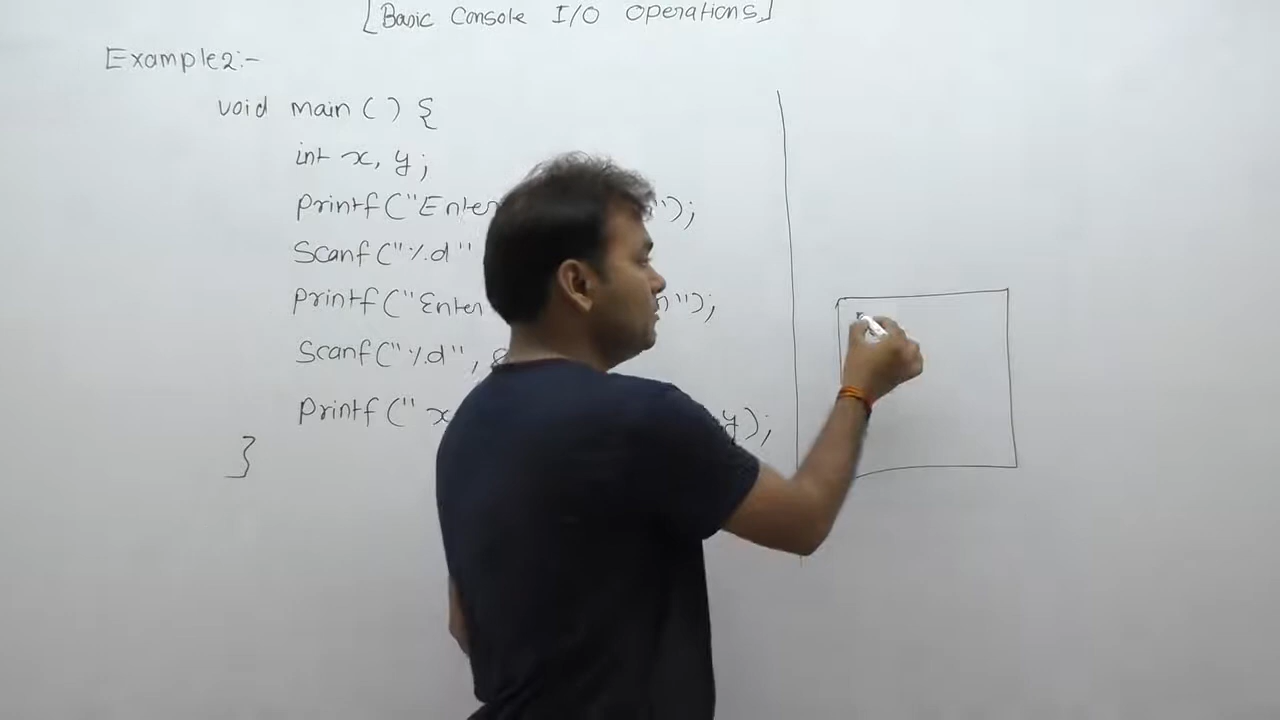 [Basic Console I/O Operations]
Example2:-
void main () {
int x, y;
printf ("Enter ");
Scanf ("%d"
printf ("Enter n");
Scanf ("%d",
printf (" x y);
}